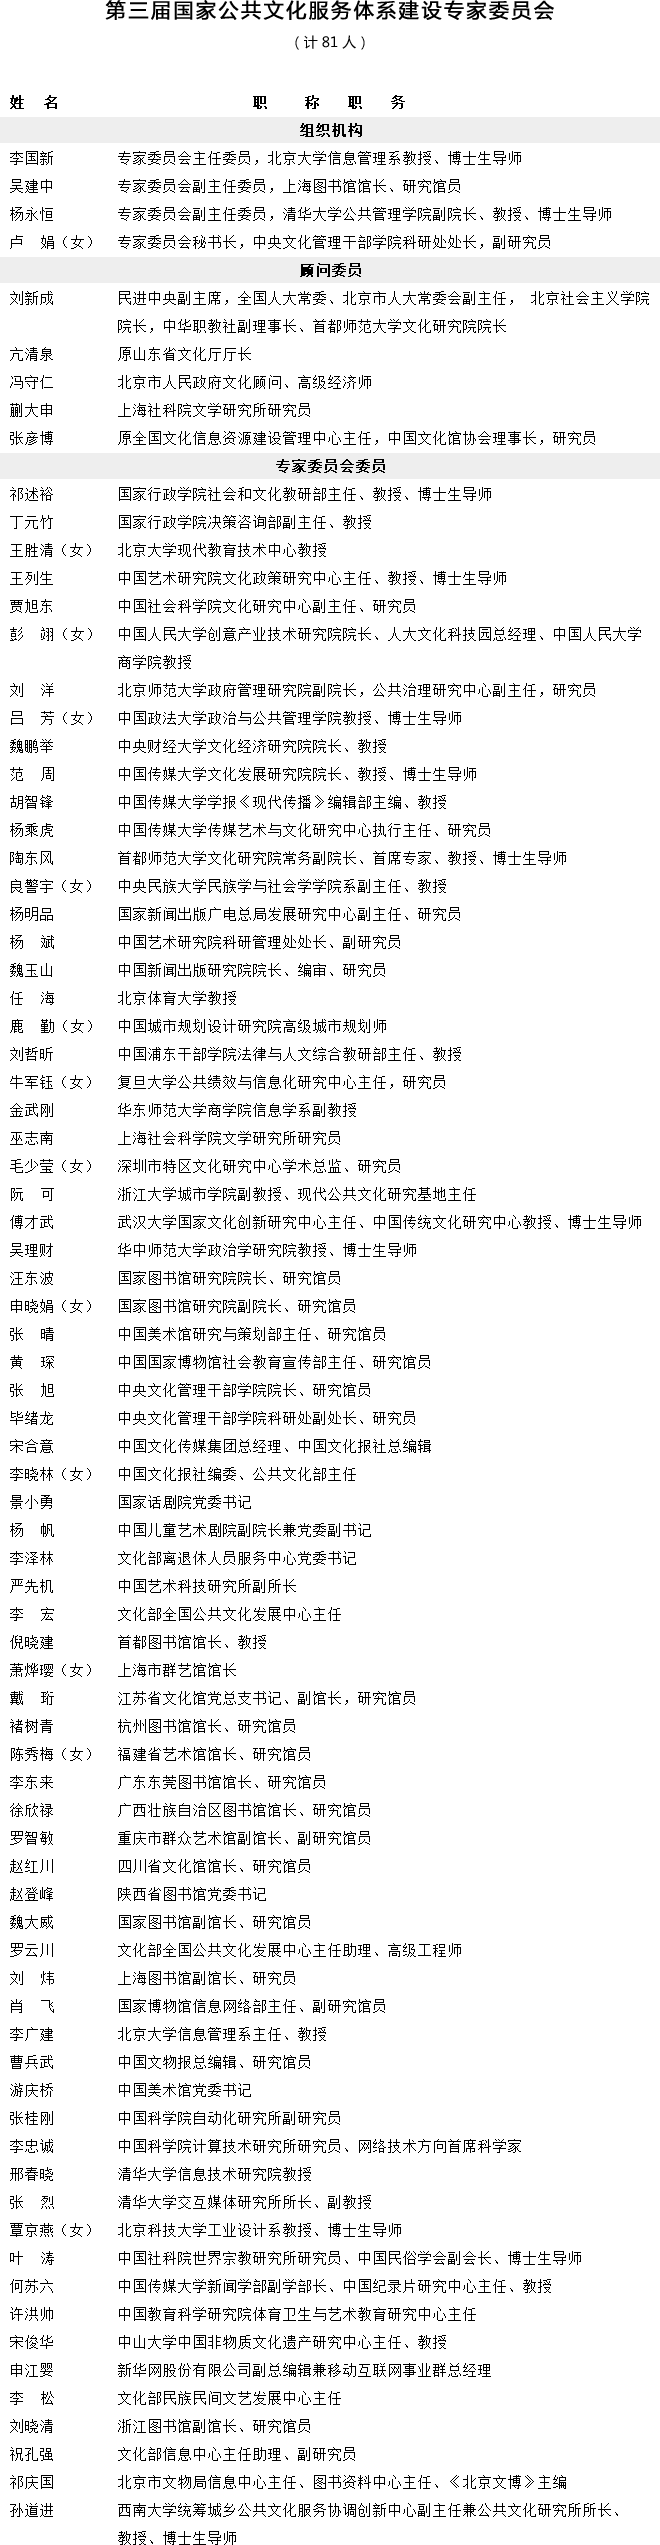 第三届国家公共文化服务体系建设专家委员会
（计 81 人）
姓 名 职 称 职 务
组织机构
李国新 专家委员会主任委员，北京大学信息管理系教授、博士生导师
吴建中 专家委员会副主任委员，上海图书馆馆长、研究馆员
杨永恒 专家委员会副主任委员，清华大学公共管理学院副院长、教授、博士生导师
卢 娟（女） 专家委员会秘书长，中央文化管理干部学院科研处处长，副研究员
顾问委员
刘新成 民进中央副主席，全国人大常委、北京市人大常委会副主任， 北京社会主义学院
院长，中华职教社副理事长、首都师范大学文化研究院院长
亢清泉 原山东省文化厅厅长
冯守仁 北京市人民政府文化顾问、高级经济师
蒯大申 上海社科院文学研究所研究员
张彦博 原全国文化信息资源建设管理中心主任，中国文化馆协会理事长，研究员
专家委员会委员
祁述裕 国家行政学院社会和文化教研部主任、教授、博士生导师
丁元竹 国家行政学院决策咨询部副主任、教授
王胜清（女） 北京大学现代教育技术中心教授
王列生 中国艺术研究院文化政策研究中心主任、教授、博士生导师
贾旭东 中国社会科学院文化研究中心副主任、研究员
彭 翊（女） 中国人民大学创意产业技术研究院院长、人大文化科技园总经理、中国人民大学
商学院教授
刘 洋 北京师范大学政府管理研究院副院长，公共治理研究中心副主任，研究员
吕 芳（女） 中国政法大学政治与公共管理学院教授、博士生导师
魏鹏举 中央财经大学文化经济研究院院长、教授
范 周 中国传媒大学文化发展研究院院长、教授、博士生导师
胡智锋 中国传媒大学学报《现代传播》编辑部主编、教授
杨乘虎 中国传媒大学传媒艺术与文化研究中心执行主任、研究员
陶东风 首都师范大学文化研究院常务副院长、首席专家、教授、博士生导师
良警宇（女） 中央民族大学民族学与社会学学院系副主任、教授
杨明品 国家新闻出版广电总局发展研究中心副主任、研究员
杨 斌 中国艺术研究院科研管理处处长、副研究员
魏玉山 中国新闻出版研究院院长、编审、研究员
任 海 北京体育大学教授
鹿 勤（女） 中国城市规划设计研究院高级城市规划师
刘哲昕 中国浦东干部学院法律与人文综合教研部主任、教授
牛军钰（女） 复旦大学公共绩效与信息化研究中心主任，研究员
金武刚 华东师范大学商学院信息学系副教授
巫志南 上海社会科学院文学研究所研究员
毛少莹（女） 深圳市特区文化研究中心学术总监、研究员
阮 可 浙江大学城市学院副教授、现代公共文化研究基地主任
傅才武 武汉大学国家文化创新研究中心主任、中国传统文化研究中心教授、博士生导师
吴理财 华中师范大学政治学研究院教授、博士生导师
汪东波 国家图书馆研究院院长、研究馆员
申晓娟（女） 国家图书馆研究院副院长、研究馆员
张 晴 中国美术馆研究与策划部主任、研究馆员
黄 琛 中国国家博物馆社会教育宣传部主任、研究馆员
张 旭 中央文化管理干部学院院长、研究馆员
毕绪龙 中央文化管理干部学院科研处副处长、研究员
宋合意 中国文化传媒集团总经理、中国文化报社总编辑
李晓林（女） 中国文化报社编委、公共文化部主任
景小勇 国家话剧院党委书记
杨 帆 中国儿童艺术剧院副院长兼党委副书记
李泽林 文化部离退休人员服务中心党委书记
严先机 中国艺术科技研究所副所长
李 宏 文化部全国公共文化发展中心主任
倪晓建 首都图书馆馆长、教授
萧烨璎（女） 上海市群艺馆馆长
戴 珩 江苏省文化馆党总支书记、副馆长，研究馆员
褚树青 杭州图书馆馆长、研究馆员
陈秀梅（女） 福建省艺术馆馆长、研究馆员
李东来 广东东莞图书馆馆长、研究馆员
徐欣禄 广西壮族自治区图书馆馆长、研究馆员
罗智敏 重庆市群众艺术馆副馆长、副研究馆员
赵红川 四川省文化馆馆长、研究馆员
赵登峰 陕西省图书馆党委书记
魏大威 国家图书馆副馆长、研究馆员
罗云川 文化部全国公共文化发展中心主任助理、高级工程师
刘 炜 上海图书馆副馆长、研究员
肖 飞 国家博物馆信息网络部主任、副研究馆员
李广建 北京大学信息管理系主任、教授
曹兵武 中国文物报总编辑、研究馆员
游庆桥 中国美术馆党委书记
张桂刚 中国科学院自动化研究所副研究员
李忠诚 中国科学院计算技术研究所研究员、网络技术方向首席科学家
邢春晓 清华大学信息技术研究院教授
张 烈 清华大学交互媒体研究所所长、副教授
覃京燕（女） 北京科技大学工业设计系教授、博士生导师
叶 涛 中国社科院世界宗教研究所研究员、中国民俗学会副会长、博士生导师
何苏六 中国传媒大学新闻学部副学部长、中国纪录片研究中心主任、教授
许洪帅 中国教育科学研究院体育卫生与艺术教育研究中心主任
宋俊华 中山大学中国非物质文化遗产研究中心主任、教授
申江婴 新华网股份有限公司副总编辑兼移动互联网事业群总经理
李 松 文化部民族民间文艺发展中心主任
刘晓清 浙江图书馆副馆长、研究馆员
祝孔强 文化部信息中心主任助理、副研究员
祁庆国 北京市文物局信息中心主任、图书资料中心主任、《北京文博》主编
孙道进 西南大学统筹城乡公共文化服务协调创新中心副主任兼公共文化研究所所长、
教授、博士生导师